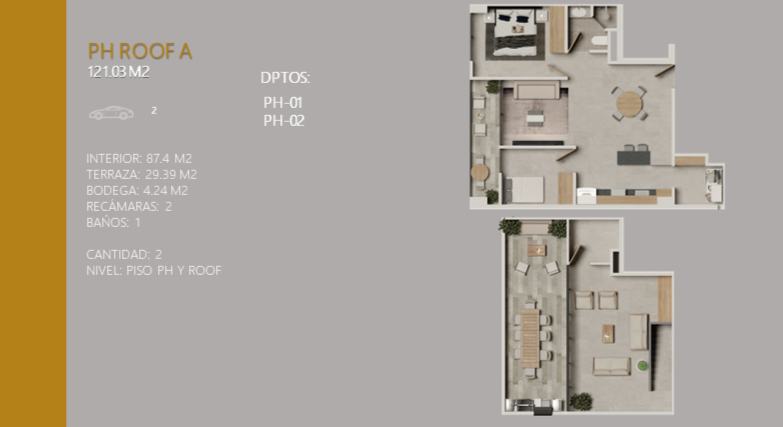 PH ROOF A
121.03 M2
2
DPTOS:
PH-01
PH-02
INTERIOR: 87.4 M2
TERRAZA: 29.39 M2
BODEGA: 4.24 M2
RECÁMARAS: 2
BAÑOS: 1
CANTIDAD: 2
NIVEL: PISO PH Y ROOF